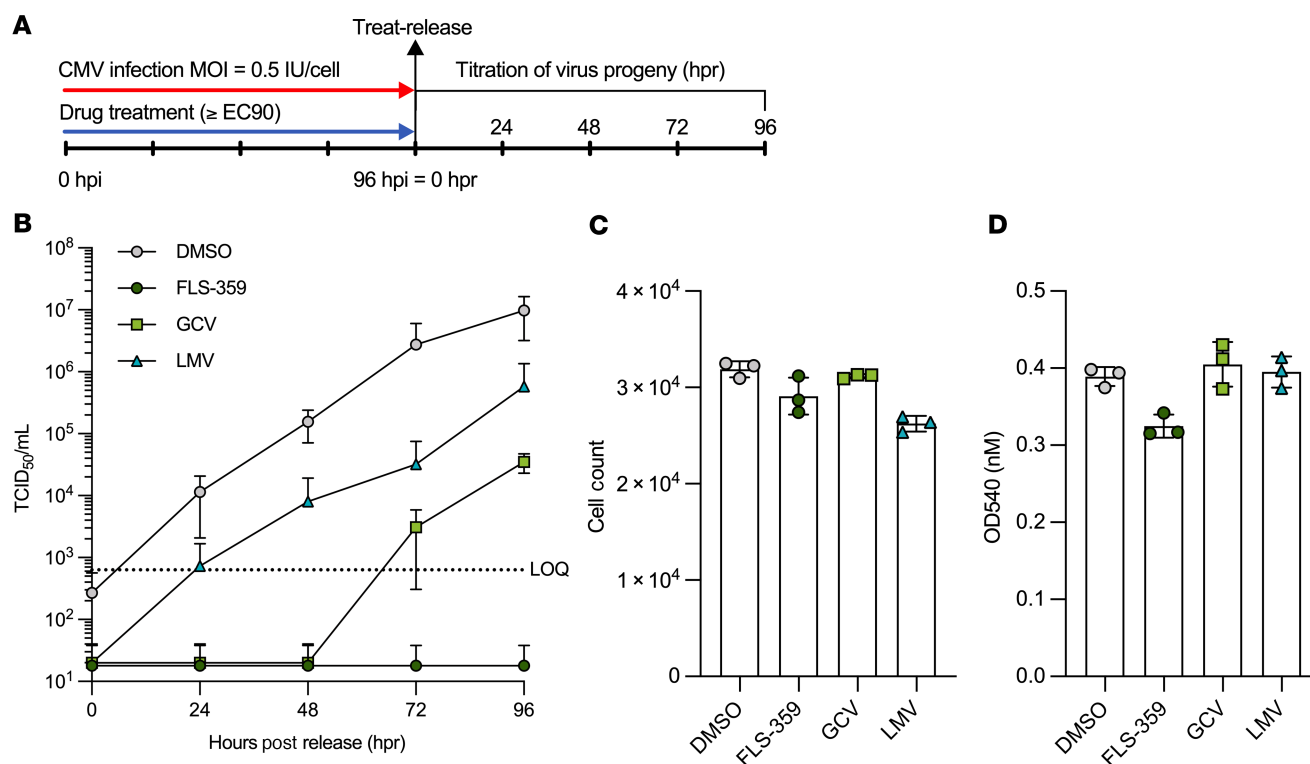 A
Treat-release
CMV infection MOI = 0.5 IU/cell
Titration of virus progeny (hpr)
Drug treatment (≥ EC90)
24 48 72 96
0 hpi
96 hpi = 0 hpr
B
DMSO
FLS-359
GCV
LMV
10⁸
10⁷
10⁶
10⁵
10⁴
10³
10²
10¹
TCID₅₀/mL
LOQ
0 24 48 72 96
Hours post release (hpr)
C
4 × 10⁴
3 × 10⁴
2 × 10⁴
1 × 10⁴
0
Cell count
DMSO
FLS-359
GCV
LMV
D
0.5
0.4
0.3
0.2
0.1
0.0
OD540 (nM)
DMSO
FLS-359
GCV
LMV